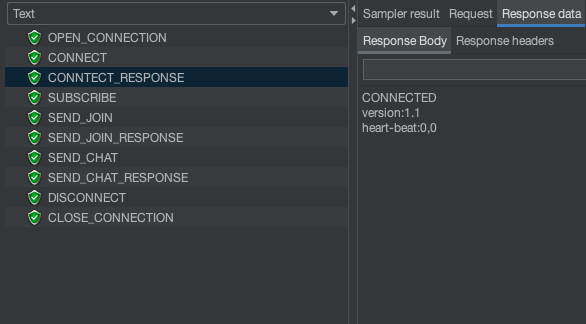 Text
OPEN_CONNECTION
CONNECT
CONNTECT_RESPONSE
SUBSCRIBE
SEND_JOIN
SEND_JOIN_RESPONSE
SEND_CHAT
SEND_CHAT_RESPONSE
DISCONNECT
CLOSE_CONNECTION
Sampler result Request Response data
Response Body Response headers
CONNECTED
version:1.1
heart-beat:0,0